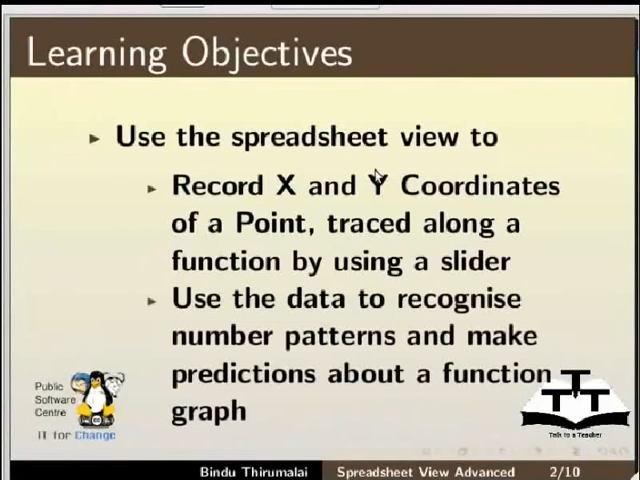 Learning Objectives
Use the spreadsheet view to
Record X and Y Coordinates
of a Point, traced along a
function by using a slider
Use the data to recognise
number patterns and make
predictions about a function
graph
Public
Software
Centre
IT for Change
TTT
Talk to a Teacher
Bindu Thirumalai Spreadsheet View Advanced 2/10